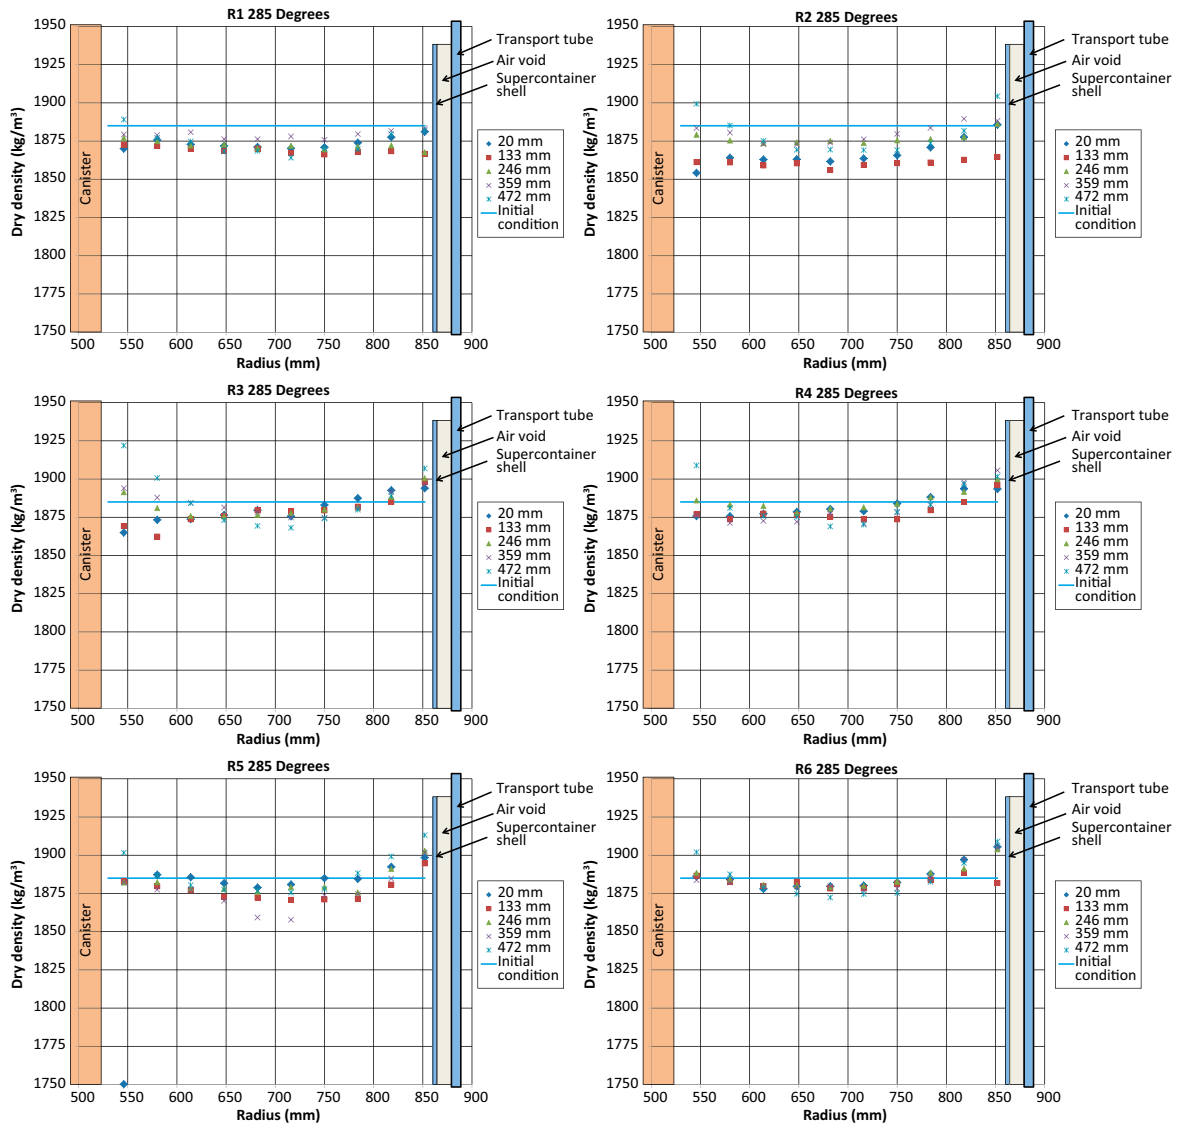 R1 285 Degrees
1950
1925
1900
1875
1850
1825
1800
1775
1750
Dry density (kg/m³)
Canister
500 550 600 650 700 750 800 850 900
Radius (mm)
Transport tube
Air void
Supercontainer
shell
20 mm
133 mm
246 mm
359 mm
472 mm
Initial
condition
R2 285 Degrees
1950
1925
1900
1875
1850
1825
1800
1775
1750
Dry density (kg/m³)
Canister
500 550 600 650 700 750 800 850 900
Radius (mm)
Transport tube
Air void
Supercontainer
shell
20 mm
133 mm
246 mm
359 mm
472 mm
Initial
condition
R3 285 Degrees
1950
1925
1900
1875
1850
1825
1800
1775
1750
Dry density (kg/m³)
Canister
500 550 600 650 700 750 800 850 900
Radius (mm)
Transport tube
Air void
Supercontainer
shell
20 mm
133 mm
246 mm
359 mm
472 mm
Initial
condition
R4 285 Degrees
1950
1925
1900
1875
1850
1825
1800
1775
1750
Dry density (kg/m³)
Canister
500 550 600 650 700 750 800 850 900
Radius (mm)
Transport tube
Air void
Supercontainer
shell
20 mm
133 mm
246 mm
359 mm
472 mm
Initial
condition
R5 285 Degrees
1950
1925
1900
1875
1850
1825
1800
1775
1750
Dry density (kg/m³)
Canister
500 550 600 650 700 750 800 850 900
Radius (mm)
Transport tube
Air void
Supercontainer
shell
20 mm
133 mm
246 mm
359 mm
472 mm
Initial
condition
R6 285 Degrees
1950
1925
1900
1875
1850
1825
1800
1775
1750
Dry density (kg/m³)
Canister
500 550 600 650 700 750 800 850 900
Radius (mm)
Transport tube
Air void
Supercontainer
shell
20 mm
133 mm
246 mm
359 mm
472 mm
Initial
condition